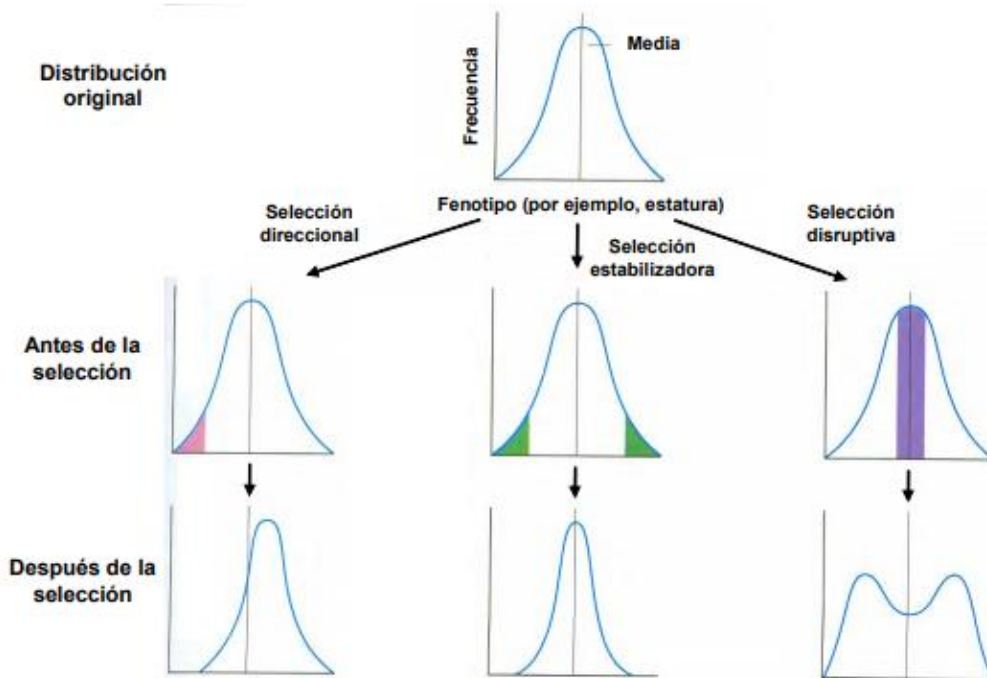 Distribución
original
Frecuencia
Media
Fenotipo (por ejemplo, estatura)
Selección
direccional
Selección
estabilizadora
Selección
disruptiva
Antes de la
selección
Después de la
selección